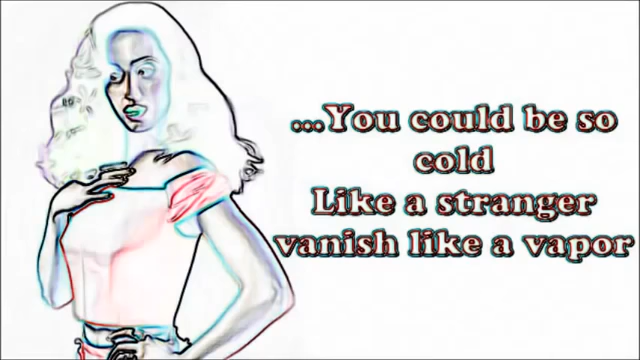 ...You could be so
cold
Like a stranger
vanish like a vapor